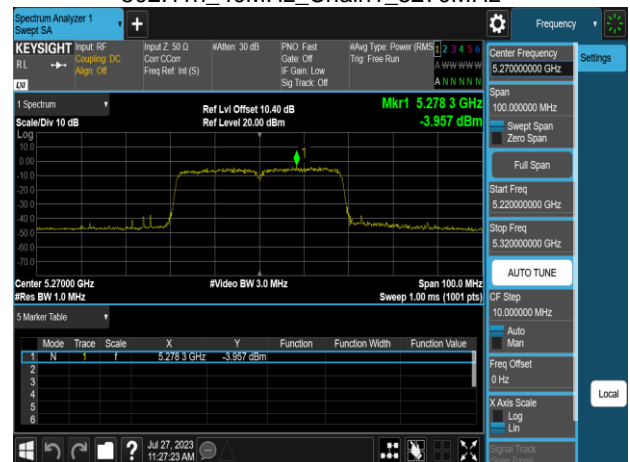 Spectrum Analyzer 1
Swept SA
Frequency
KEYSIGHT
RL
Input: RF
Coupling: DC
Align: Off
Input Z: 50 Ω
Corr CCorr
Freq Ref: Int (S)
#Atten: 30 dB
PNO: Fast
Gate: Off
IF Gain: Low
Sig Track: Off
#Avg Type: Power (RMS)
Trig: Free Run
1 2 3 4 5 6
A W W W W W
A N N N N N
LXI
1 Spectrum
Scale/Div 10 dB
Log
Ref Lvl Offset 10.40 dB
Ref Level 20.00 dBm
Mkr1 5.278 3 GHz
-3.957 dBm
1
10.0
0.00
-10.0
-20.0
-30.0
-40.0
-50.0
-60.0
-70.0
Center 5.27000 GHz
#Res BW 1.0 MHz
#Video BW 3.0 MHz
Span 100.0 MHz
Sweep 1.00 ms (1001 pts)
5 Marker Table
Mode Trace Scale X Y Function Function Width Function Value
1 N 1 f 5.278 3 GHz -3.957 dBm
2
3
4
5
6
Jul 27, 2023
11:27:23 AM
Center Frequency
5.270000000 GHz
Settings
Span
100.000000 MHz
Swept Span
Zero Span
Full Span
Start Freq
5.220000000 GHz
Stop Freq
5.320000000 GHz
AUTO TUNE
CF Step
10.000000 MHz
Auto
Man
Freq Offset
0 Hz
X Axis Scale
Log
Lin
Local
Signal Track
(Span Zoom)